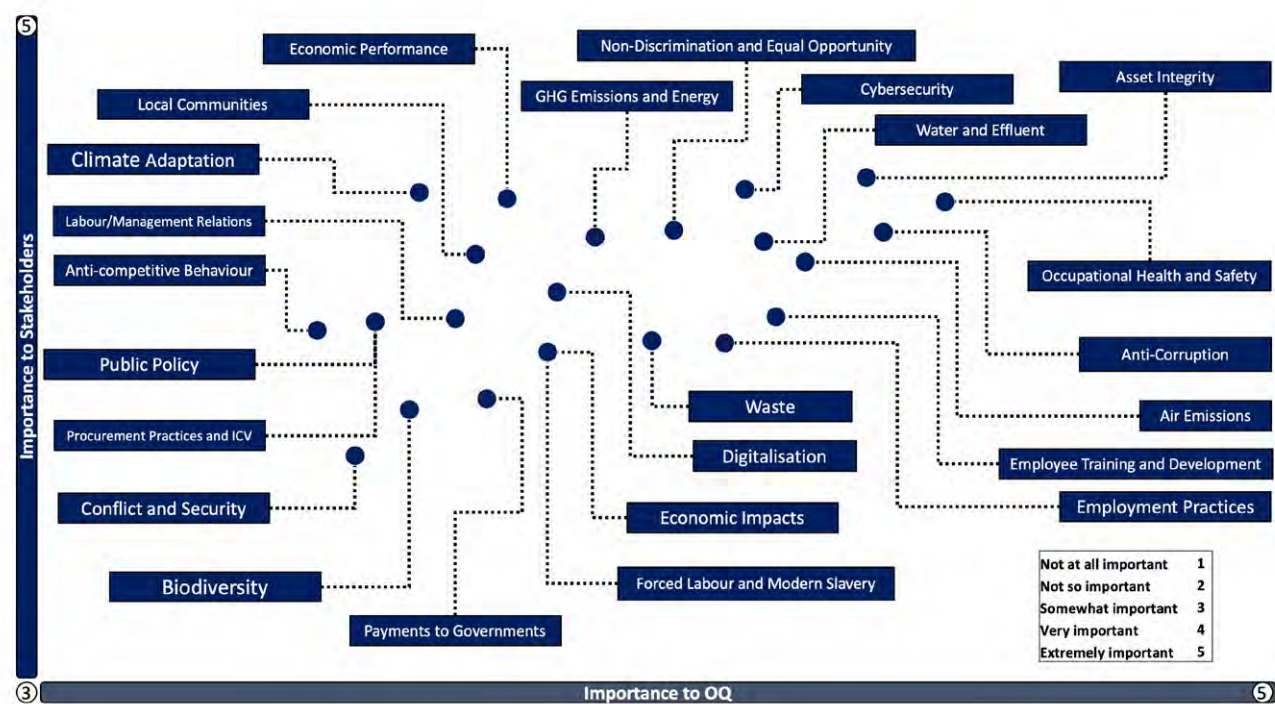 5
Non-Discrimination and Equal Opportunity
Economic Performance
Asset Integrity
Local Communities
GHG Emissions and Energy
Cybersecurity
Water and Effluent
Climate Adaptation
Labour/Management Relations
Anti-competitive Behaviour
Occupational Health and Safety
Importance to Stakeholders
Public Policy
Anti-Corruption
Waste
Air Emissions
Procurement Practices and ICV
Digitalisation
Employee Training and Development
Conflict and Security
Economic Impacts
Employment Practices
Biodiversity
Forced Labour and Modern Slavery
Payments to Governments
Not at all important 1
Not so important 2
Somewhat important 3
Very important 4
Extremely important 5
3
Importance to OQ
5